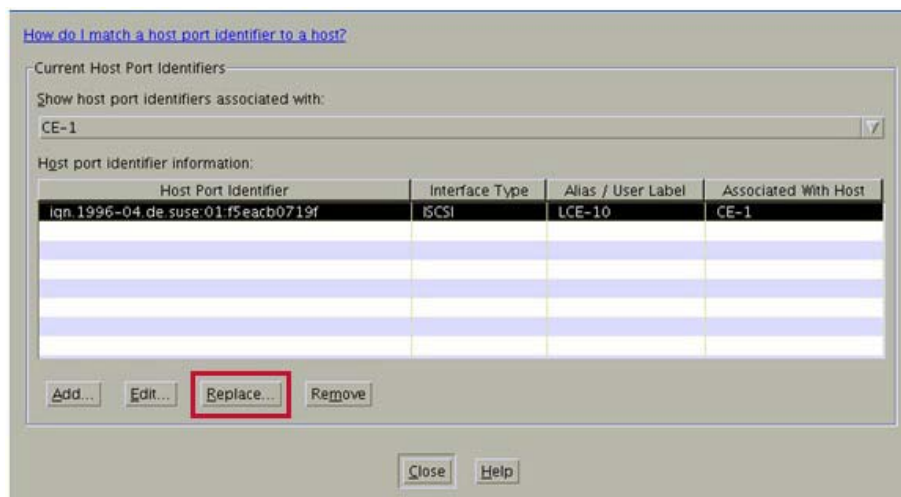 How do I match a host port identifier to a host?
Current Host Port Identifiers
Show host port identifiers associated with:
CE-1
Host port identifier information:
Host Port Identifier Interface Type Alias / User Label Associated With Host
iqn.1996-04.de.suse:01:f5eacb0719f ISCSI LCE-10 CE-1
Add... Edit... Replace... Remove
Close Help